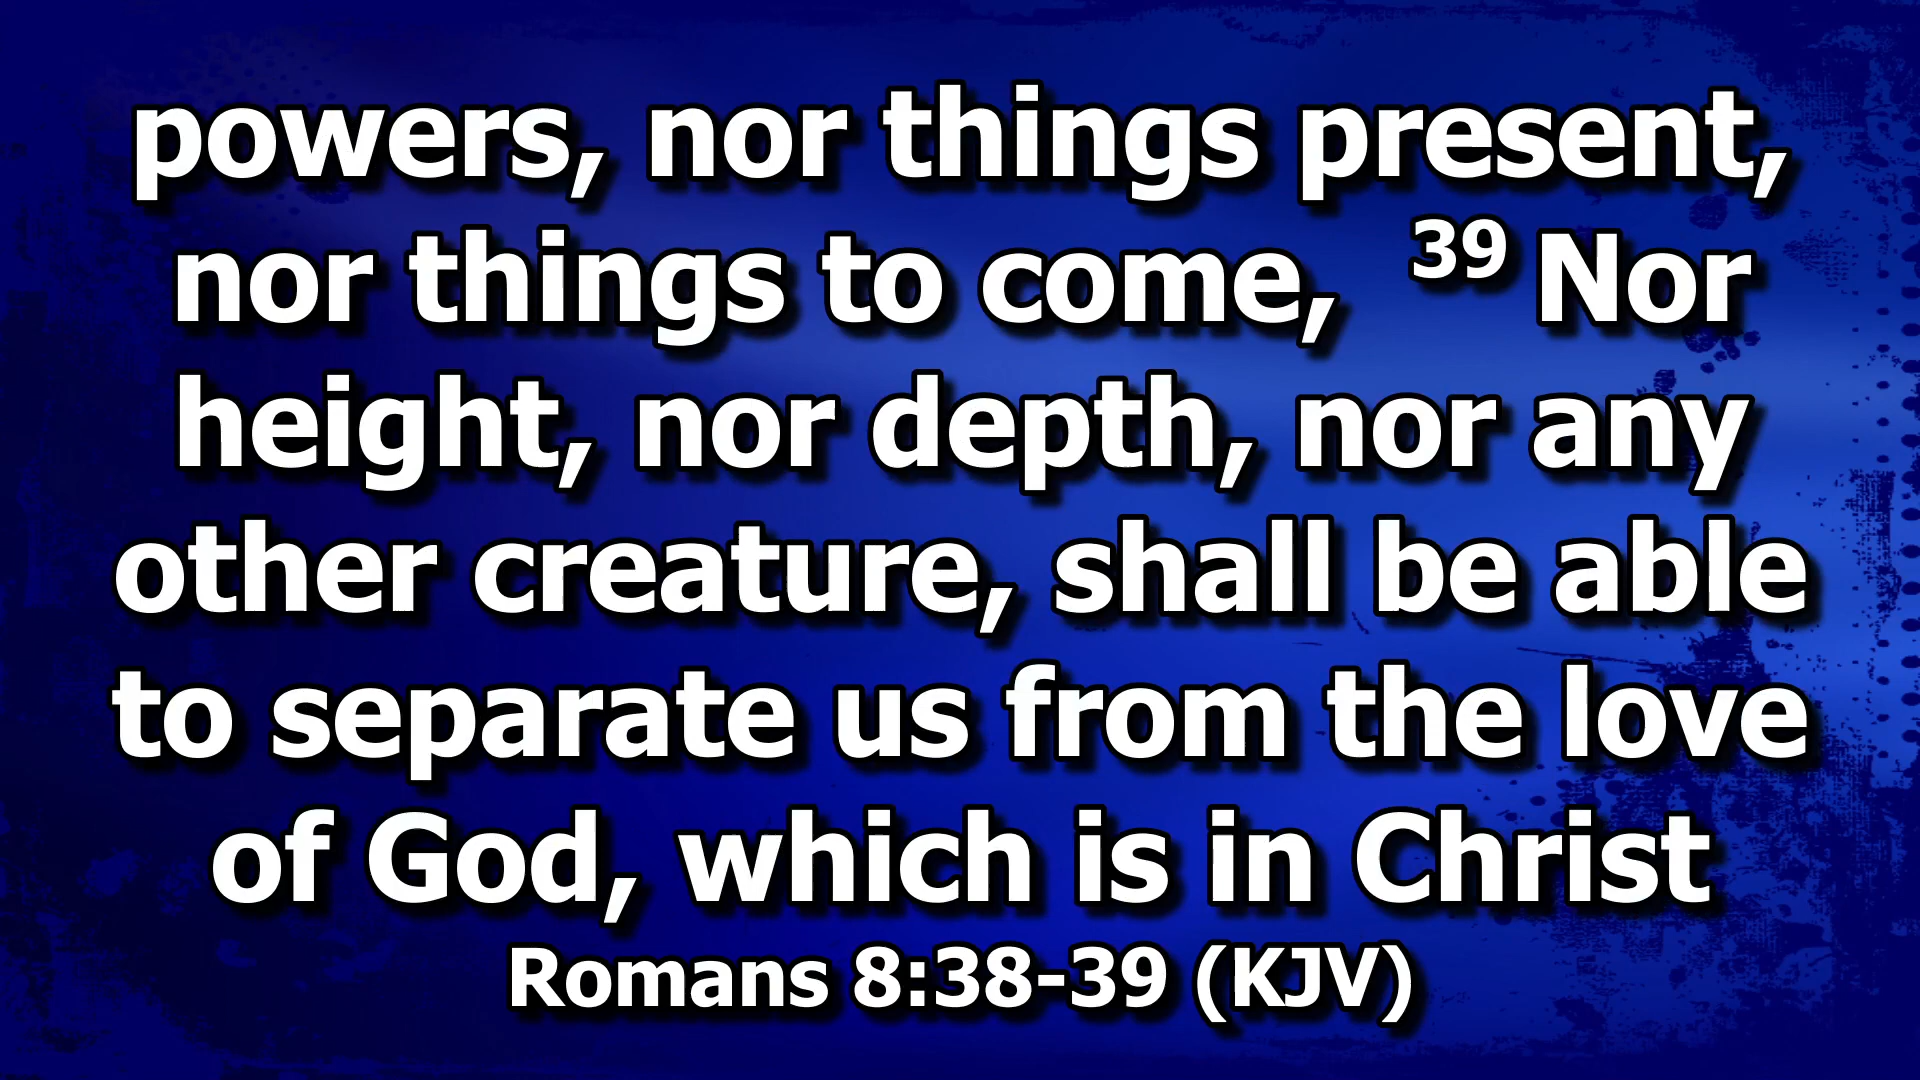 powers, nor things present,
nor things to come, 39 Nor
height, nor depth, nor any
other creature, shall be able
to separate us from the love
of God, which is in Christ
Romans 8:38-39 (KJV)